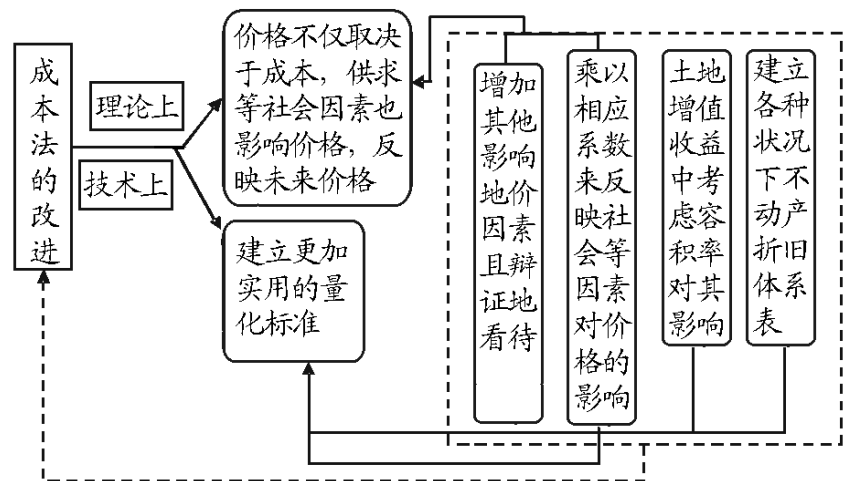 成
本
法
的
改
进
理论上
技术上
价格不仅取决
于成本，供求
等社会因素也
影响价格，反
映未来价格
建立更加
实用的量
化标准
增加
其他
影响
地价
因素
且辩
证地
看待
乘以
相应
系数
来反
映社
会等
因素
对价
格的
影响
土地
增值
收益
中考
虑容
积率
对其
影响
建立
各种
状况
下不
动产
折旧
体系
表